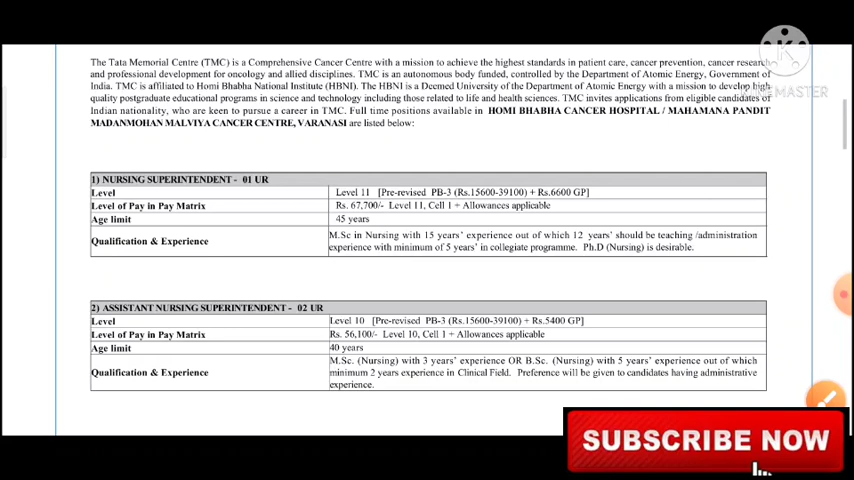 The Tata Memorial Centre (TMC) is a Comprehensive Cancer Centre with a mission to achieve the highest standards in patient care, cancer prevention, cancer research
and professional development for oncology and allied disciplines. TMC is an autonomous body funded, controlled by the Department of Atomic Energy, Government of
India. TMC is affiliated to Homi Bhabha National Institute (HBNI). The HBNI is a Deemed University of the Department of Atomic Energy with a mission to develop high
quality postgraduate educational programs in science and technology including those related to life and health sciences. TMC invites applications from eligible candidates of
Indian nationality, who are keen to pursue a career in TMC. Full time positions available in HOMI BHABHA CANCER HOSPITAL / MAHAMANA PANDIT
MADANMOHAN MALVIYA CANCER CENTRE, VARANASI are listed below:
KINEMASTER
1) NURSING SUPERINTENDENT - 01 UR
Level Level 11 [Pre-revised PB-3 (Rs.15600-39100) + Rs.6600 GP]
Level of Pay in Pay Matrix Rs. 67,700/- Level 11, Cell 1 + Allowances applicable
Age limit 45 years
Qualification & Experience M.Sc in Nursing with 15 years' experience out of which 12 years' should be teaching /administration
experience with minimum of 5 years' in collegiate programme. Ph.D (Nursing) is desirable.
2) ASSISTANT NURSING SUPERINTENDENT - 02 UR
Level Level 10 [Pre-revised PB-3 (Rs.15600-39100) + Rs.5400 GP]
Level of Pay in Pay Matrix Rs. 56,100/- Level 10, Cell 1 + Allowances applicable
Age limit 40 years
Qualification & Experience M.Sc. (Nursing) with 3 years' experience OR B.Sc. (Nursing) with 5 years' experience out of which
minimum 2 years experience in Clinical Field. Preference will be given to candidates having administrative
experience.
SUBSCRIBE NOW